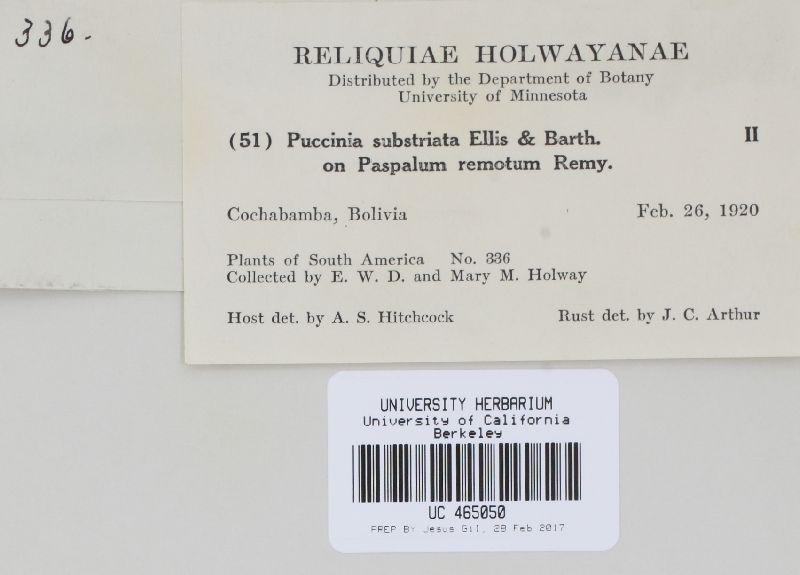 336.
RELIQUIAE HOLWAYANAE
Distributed by the Department of Botany
University of Minnesota
(51) Puccinia substriata Ellis & Barth. II
on Paspalum remotum Remy.
Cochabamba, Bolivia Feb. 26, 1920
Plants of South America No. 336
Collected by E. W. D. and Mary M. Holway
Host det. by A. S. Hitchcock Rust det. by J. C. Arthur
UNIVERSITY HERBARIUM
University of California
Berkeley
UC 465050
PREP BY Jesus Gil, 28 Feb 2017